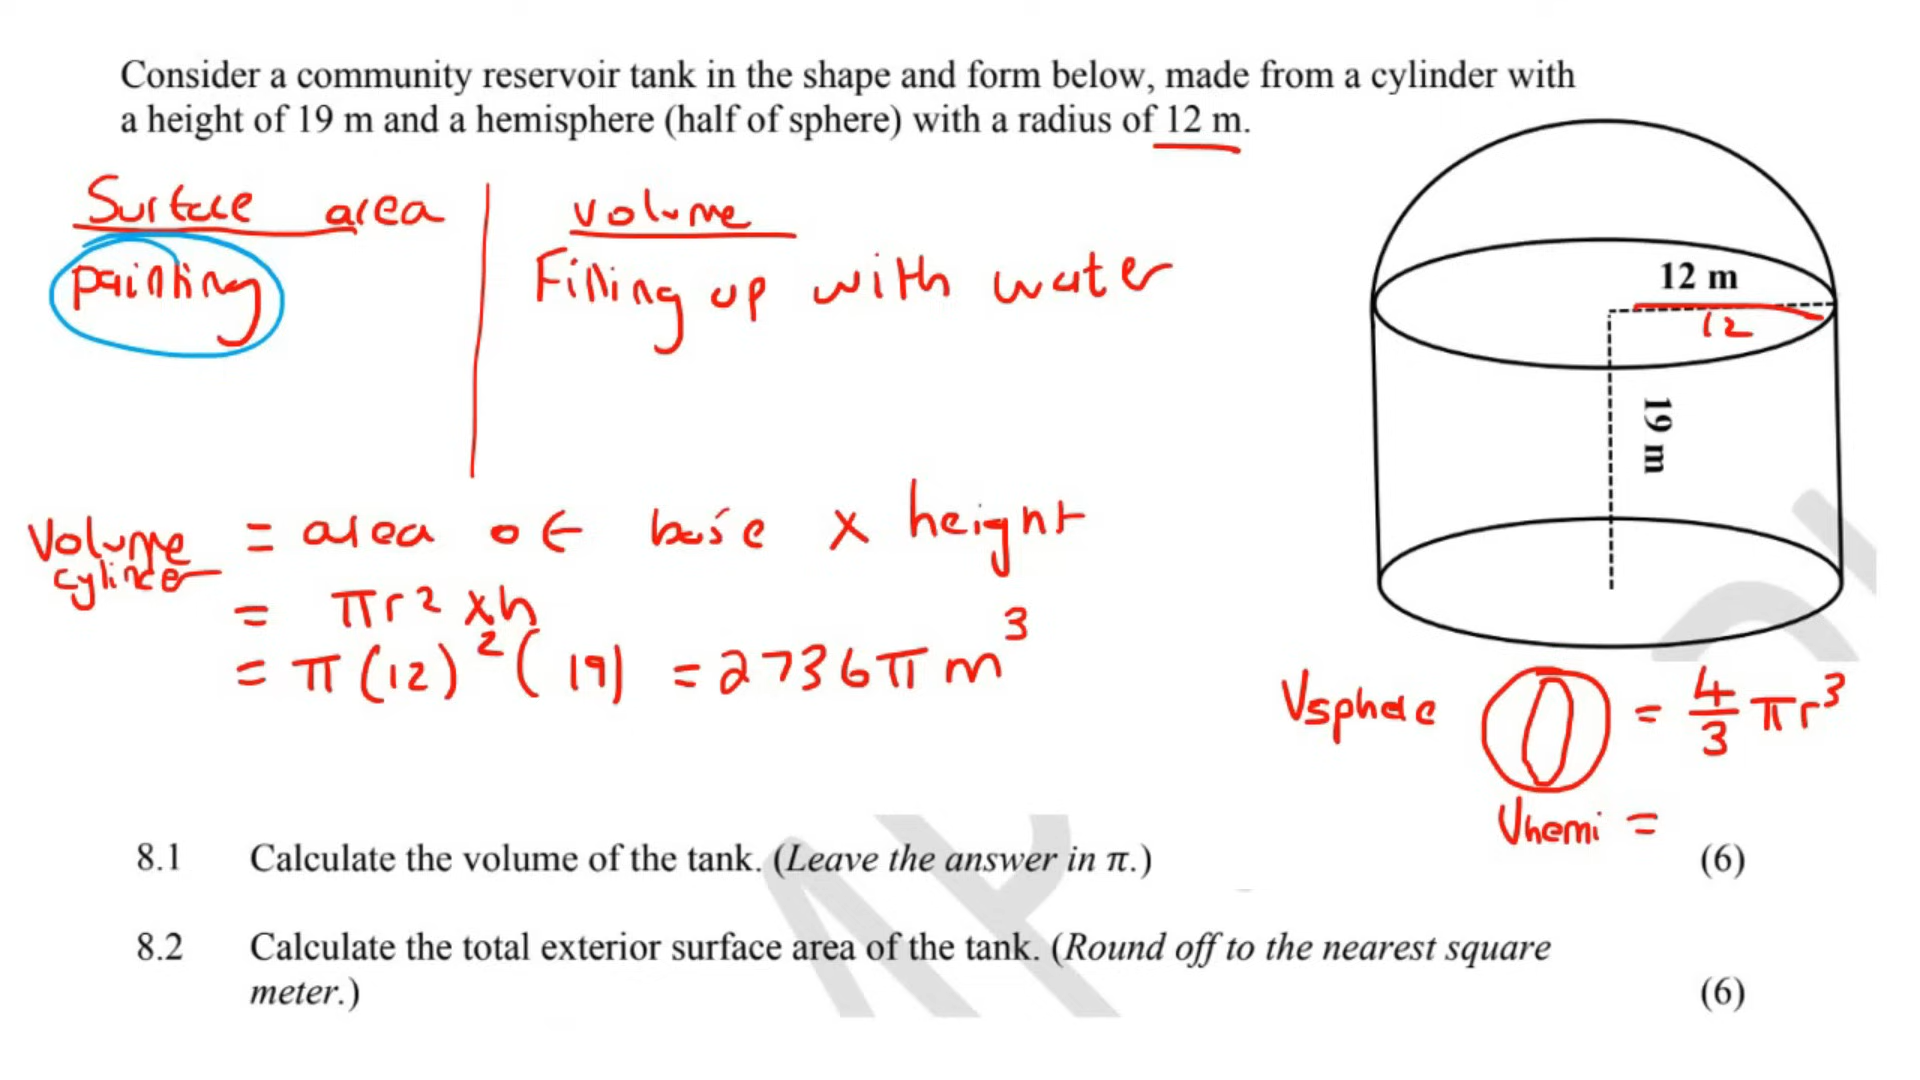 Consider a community reservoir tank in the shape and form below, made from a cylinder with
a height of 19 m and a hemisphere (half of sphere) with a radius of 12 m.
Surface area
painting
volume
Filling up with water
12 m
12
19 m
Volume cylinder = area of base x height
= πr² xh
= π(12)²(19) = 2736π m³
Vsphere = 4/3 πr³
Vhemi =
8.1 Calculate the volume of the tank. (Leave the answer in π.) (6)
8.2 Calculate the total exterior surface area of the tank. (Round off to the nearest square
meter.) (6)